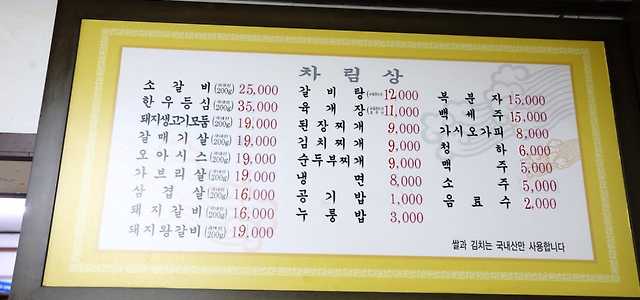 차림상
소갈비(200g) 25,000
한우등심(200g) 35,000
돼지생고기모듬(200g) 19,000
갈매기살(200g) 19,000
오아시스(200g) 19,000
가브리살(200g) 19,000
삼겹살(200g) 16,000
돼지갈비(200g) 16,000
돼지왕갈비(200g) 19,000
갈비탕 12,000
육개장 11,000
된장찌개 9,000
김치찌개 9,000
순두부찌개 9,000
냉면 8,000
공기밥 1,000
누룽밥 3,000
복분자 15,000
백세주 15,000
가시오가피 8,000
청하 6,000
맥주 5,000
소주 5,000
음료수 2,000
쌀과 김치는 국내산만 사용합니다